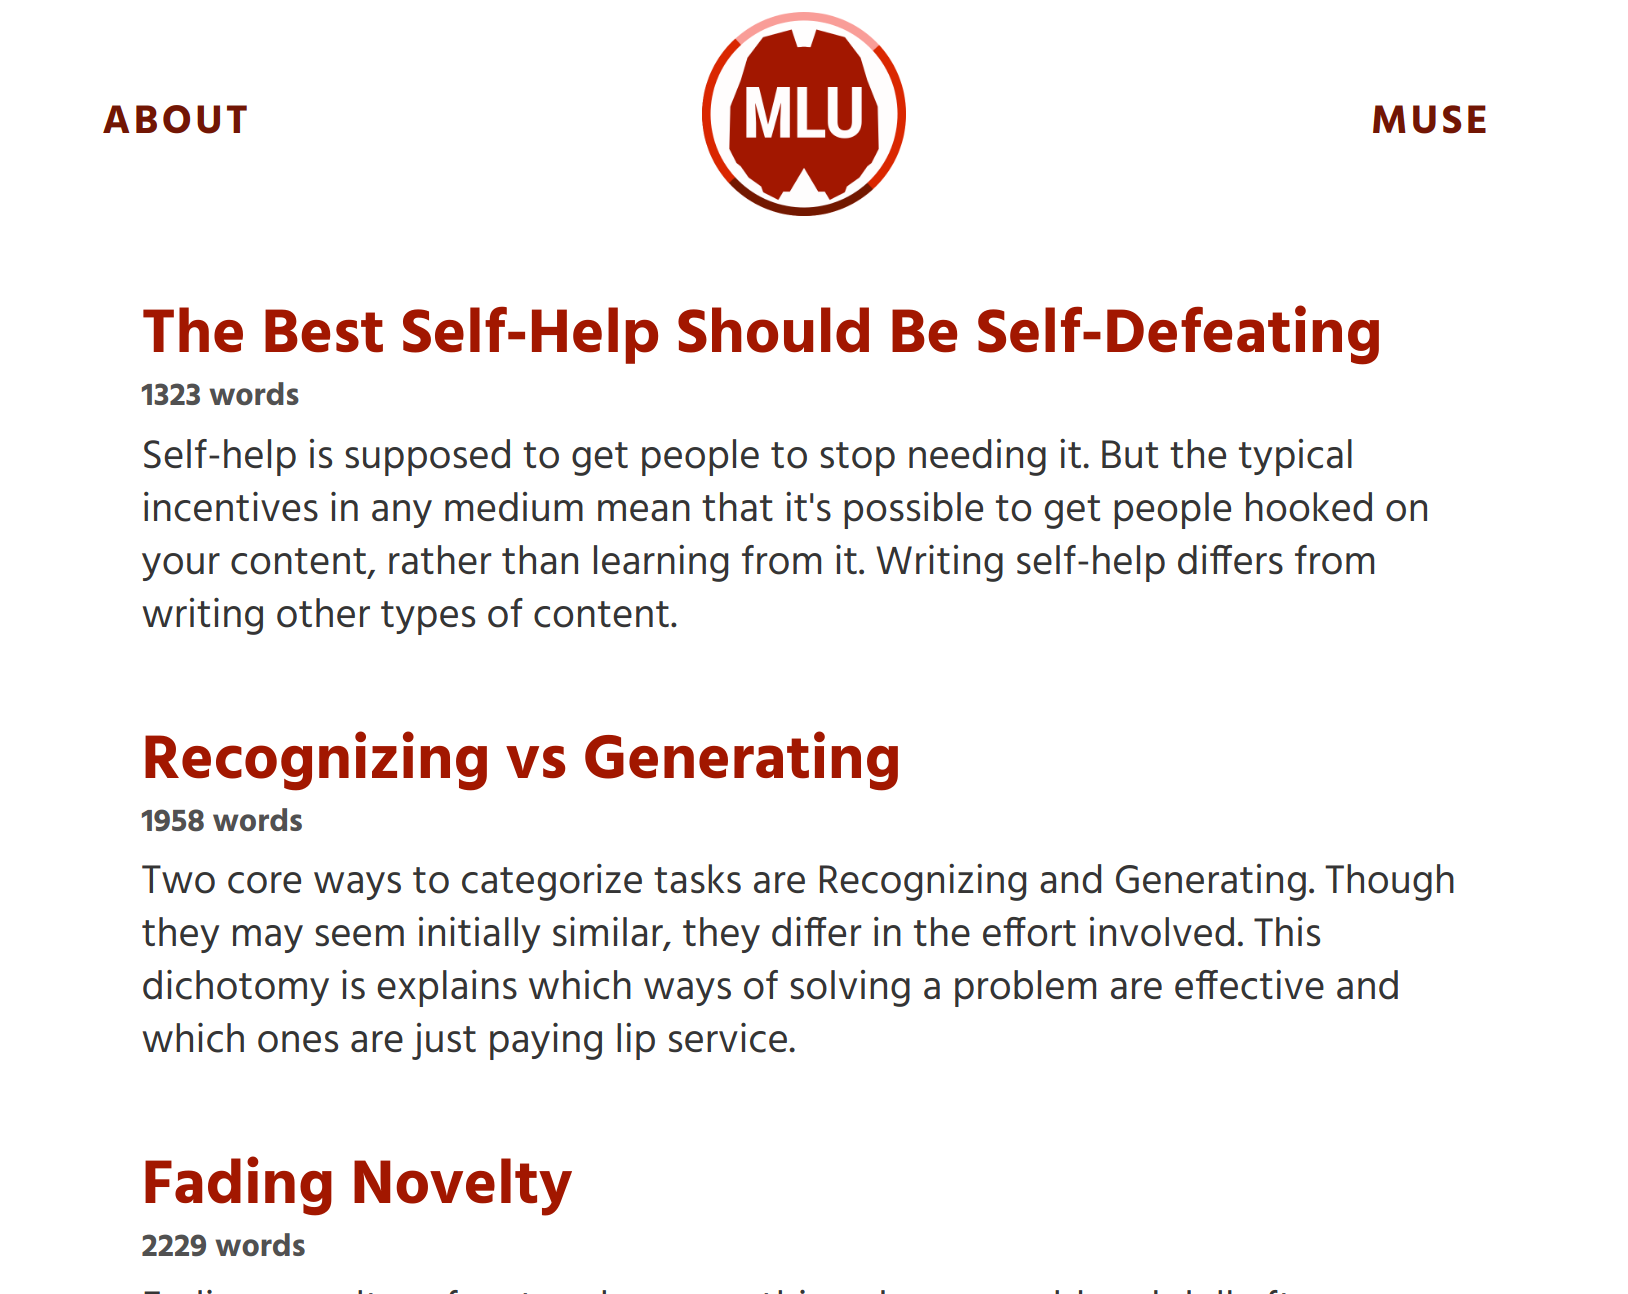 ABOUT
MLU
MUSE
The Best Self-Help Should Be Self-Defeating
1323 words
Self-help is supposed to get people to stop needing it. But the typical
incentives in any medium mean that it's possible to get people hooked on
your content, rather than learning from it. Writing self-help differs from
writing other types of content.
Recognizing vs Generating
1958 words
Two core ways to categorize tasks are Recognizing and Generating. Though
they may seem initially similar, they differ in the effort involved. This
dichotomy is explains which ways of solving a problem are effective and
which ones are just paying lip service.
Fading Novelty
2229 words